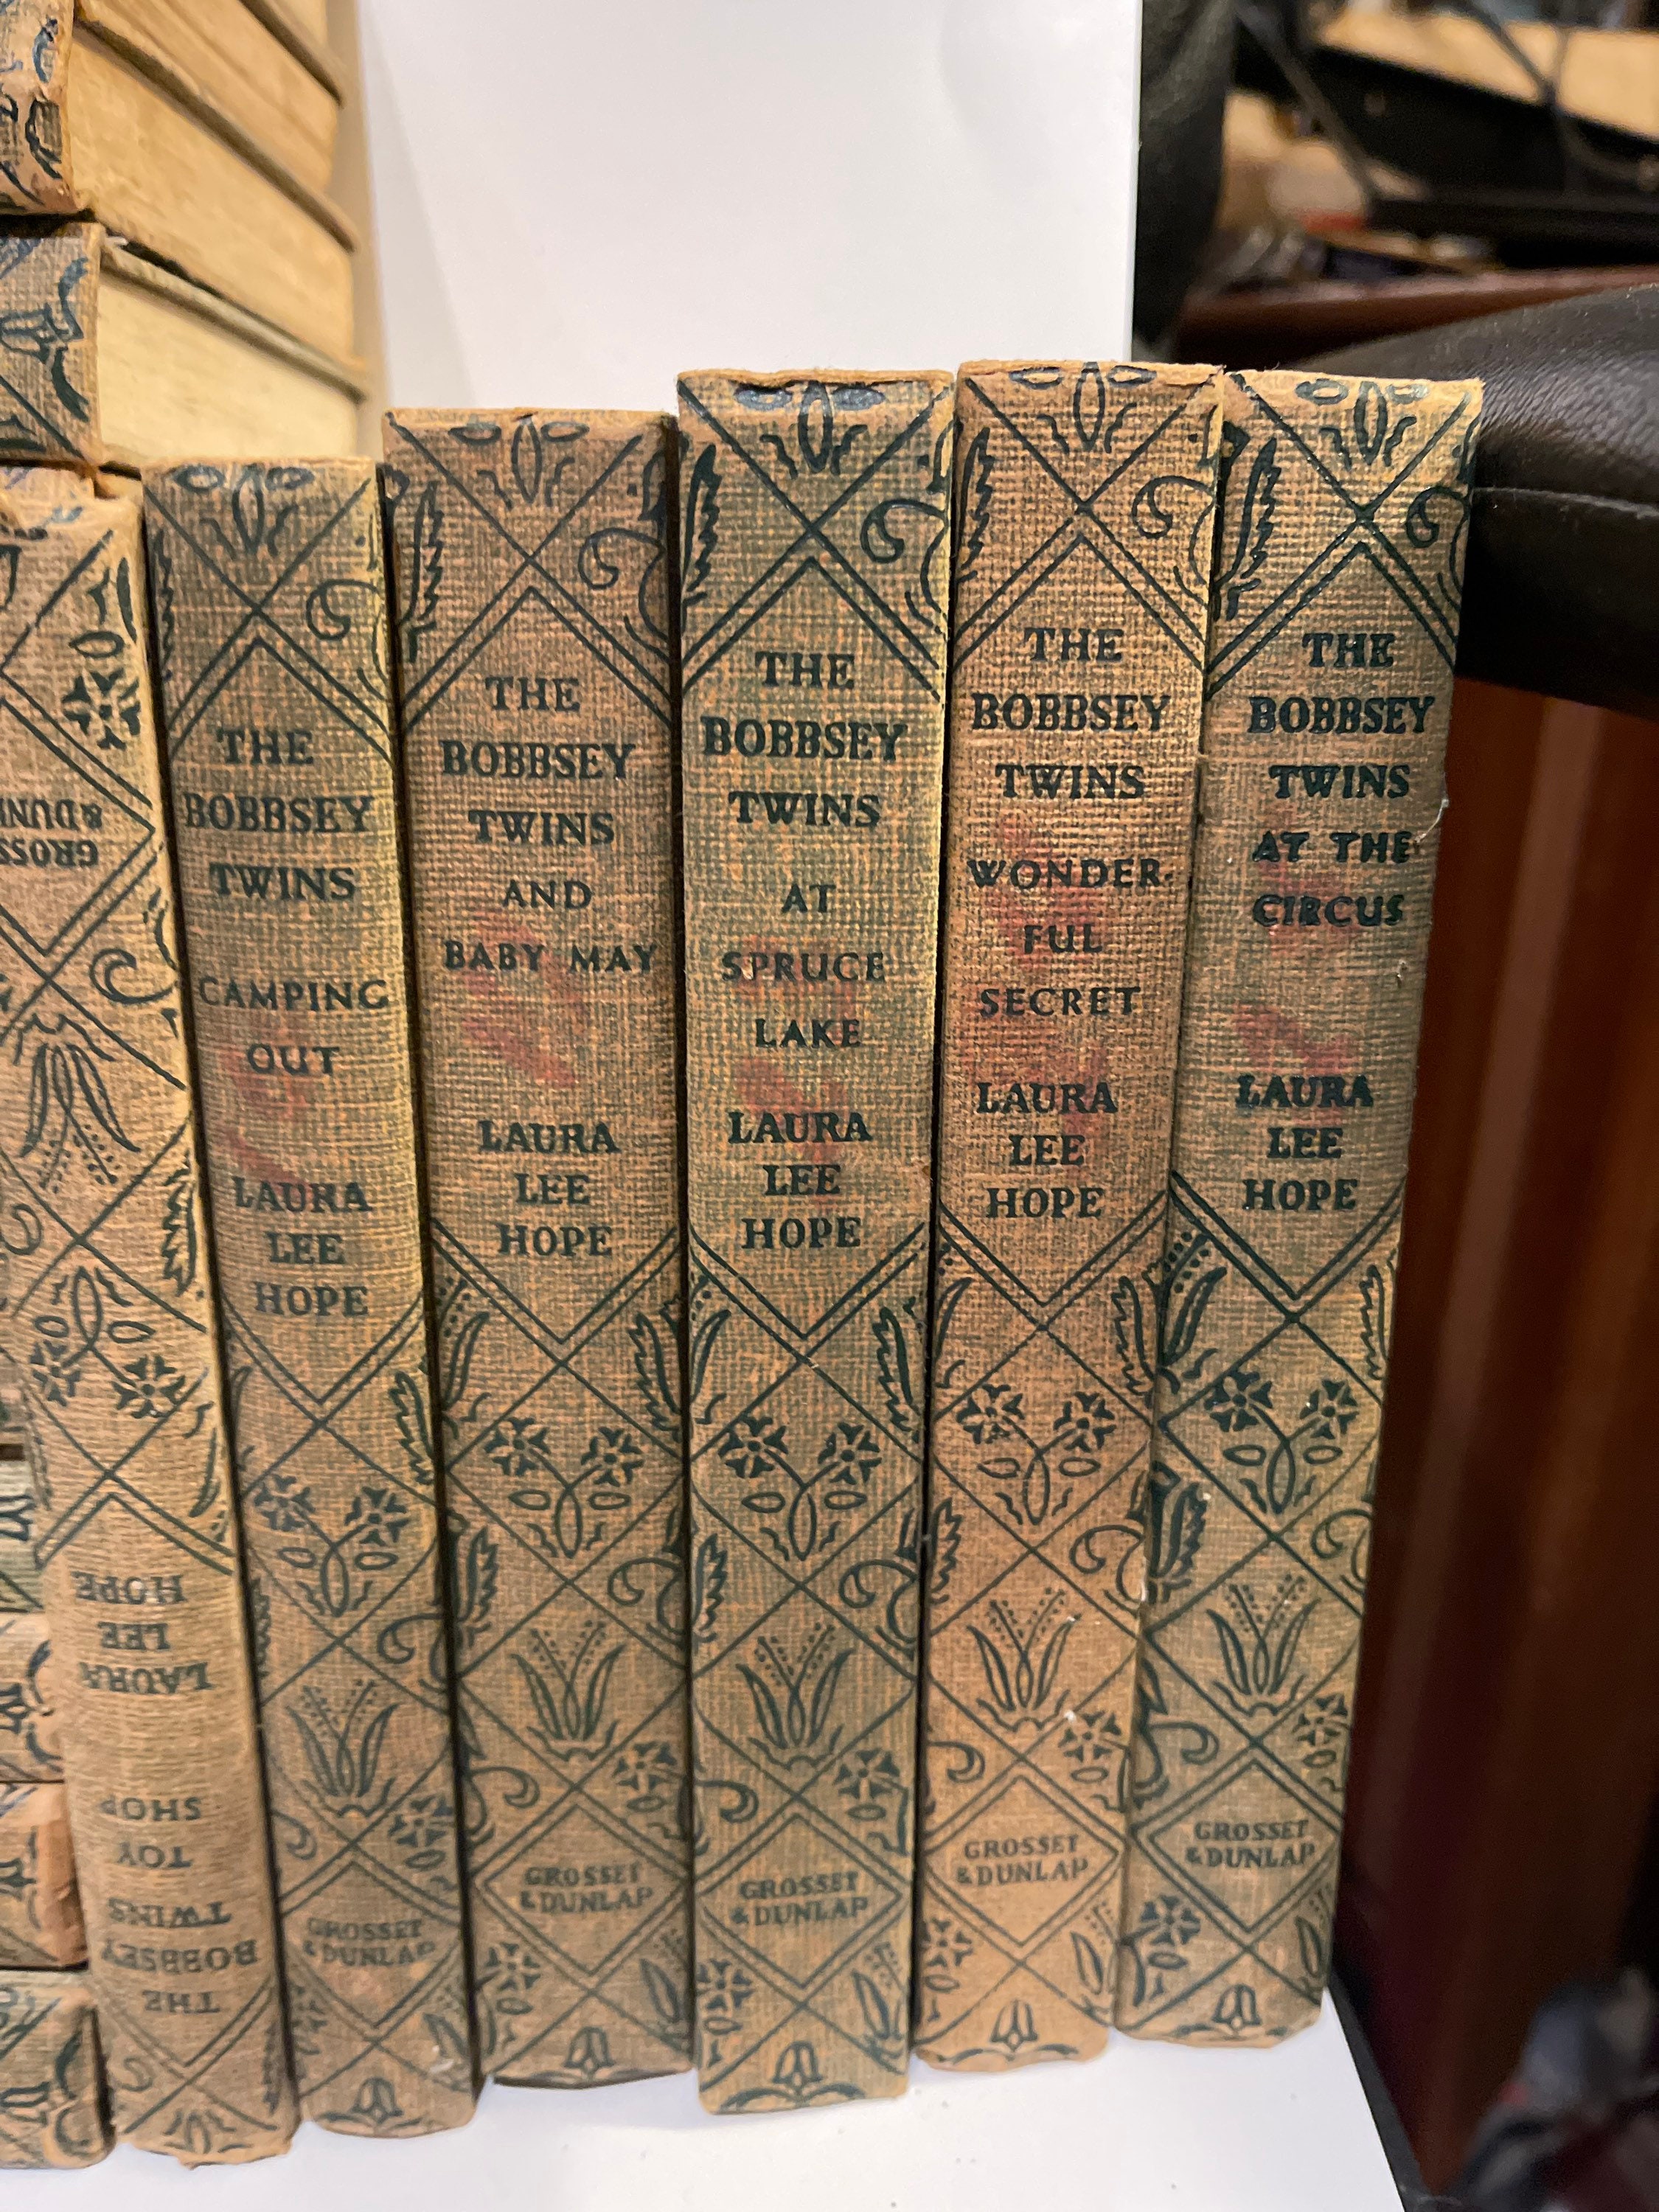 GROSSET
& DUNLAP
HOPE
LEE
LAURA
SHOP
TOY
TWINS
BOBBSEY
THE
THE
BOBBSEY
TWINS
CAMPING
OUT
LAURA
LEE
HOPE
GROSSET
& DUNLAP
THE
BOBBSEY
TWINS
AND
BABY MAY
LAURA
LEE
HOPE
GROSSET
& DUNLAP
THE
BOBBSEY
TWINS
AT
SPRUCE
LAKE
LAURA
LEE
HOPE
GROSSET
& DUNLAP
THE
BOBBSEY
TWINS
WONDER-
FUL
SECRET
LAURA
LEE
HOPE
GROSSET
& DUNLAP
THE
BOBBSEY
TWINS
AT THE
CIRCUS
LAURA
LEE
HOPE
GROSSET
& DUNLAP